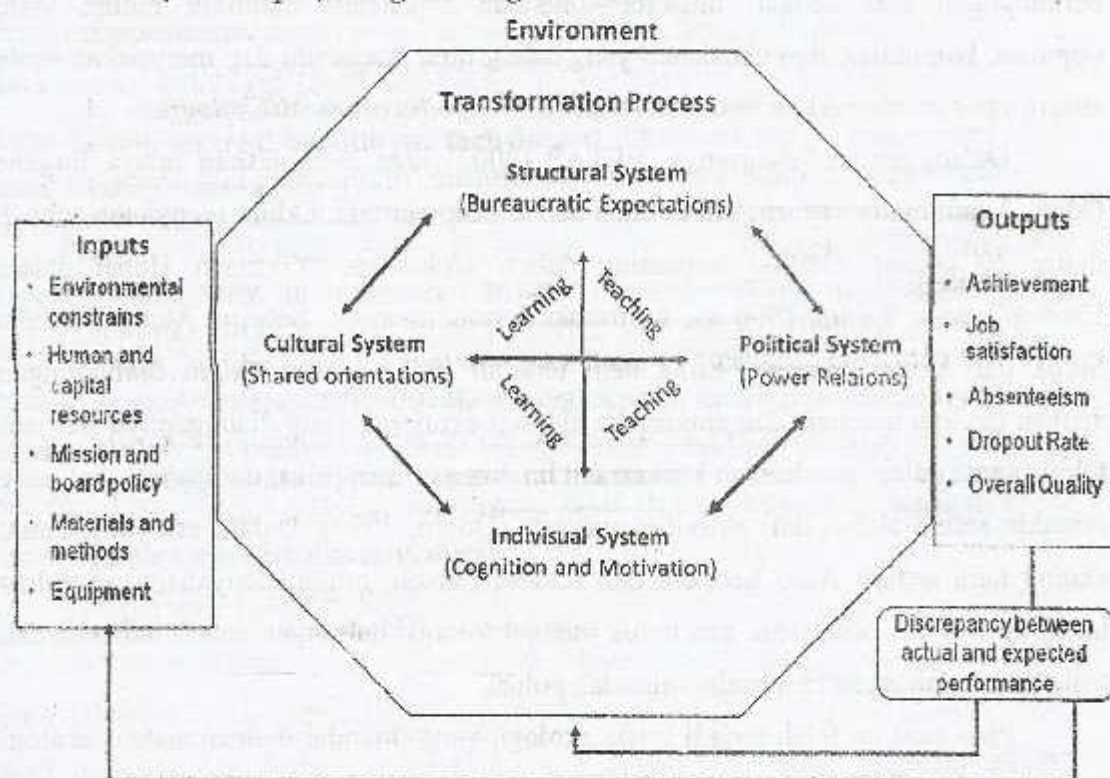 Environment
Transformation Process
Structural System
(Bureaucratic Expectations)
Inputs
• Environmental
constrains
• Human and
capital
resources
• Mission and
board policy
• Materials and
methods
• Equipment
Cultural System
(Shared orientations)
Learning
Teaching
Learning
Teaching
Political System
(Power Relaions)
Indivisual System
(Cognition and Motivation)
Outputs
• Achievement
• Job
satisfaction
• Absenteeism
• Dropout Rate
• Overall Quality
Discrepancy between
actual and expected
performance